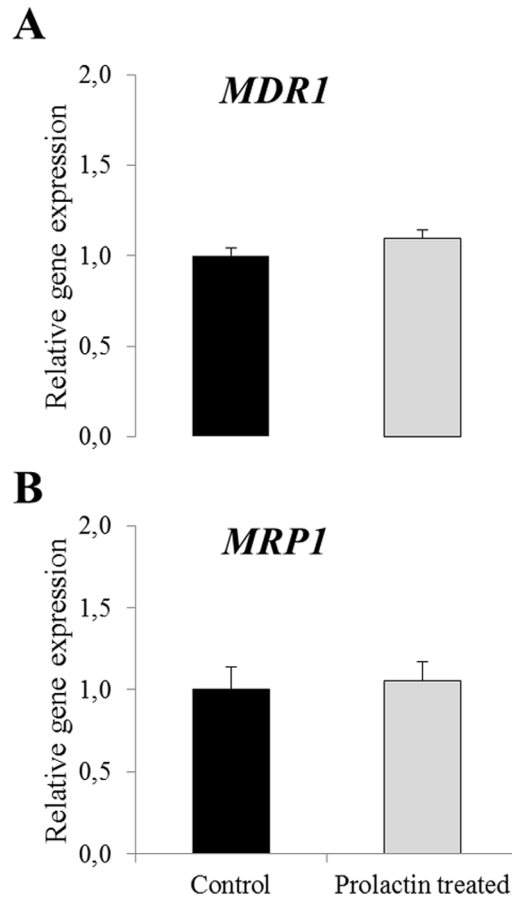 A
MDR1
Relative gene expression
2,0
1,5
1,0
0,5
0,0
B
MRP1
Relative gene expression
2,0
1,5
1,0
0,5
0,0
Control
Prolactin treated